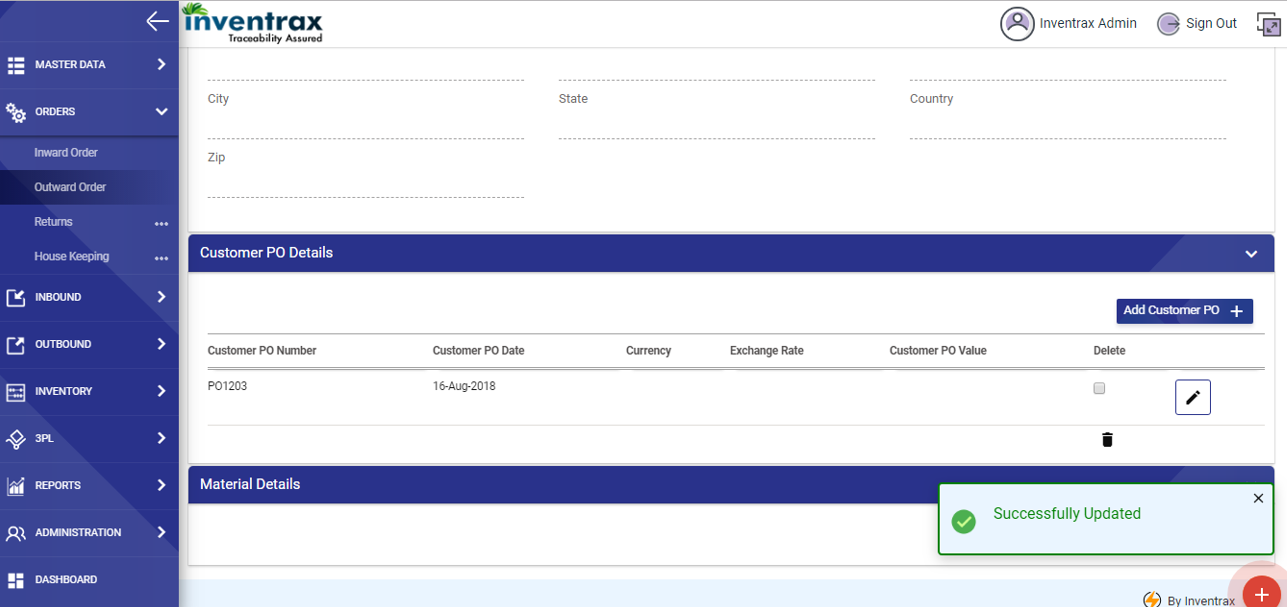 inventrax
Traceability Assured
Inventrax Admin
Sign Out
MASTER DATA
ORDERS
Inward Order
Outward Order
Returns
House Keeping
INBOUND
OUTBOUND
INVENTORY
3PL
REPORTS
ADMINISTRATION
DASHBOARD
City State Country
Zip
Customer PO Details
Add Customer PO +
Customer PO Number Customer PO Date Currency Exchange Rate Customer PO Value Delete
PO1203 16-Aug-2018
Material Details
Successfully Updated
By Inventrax